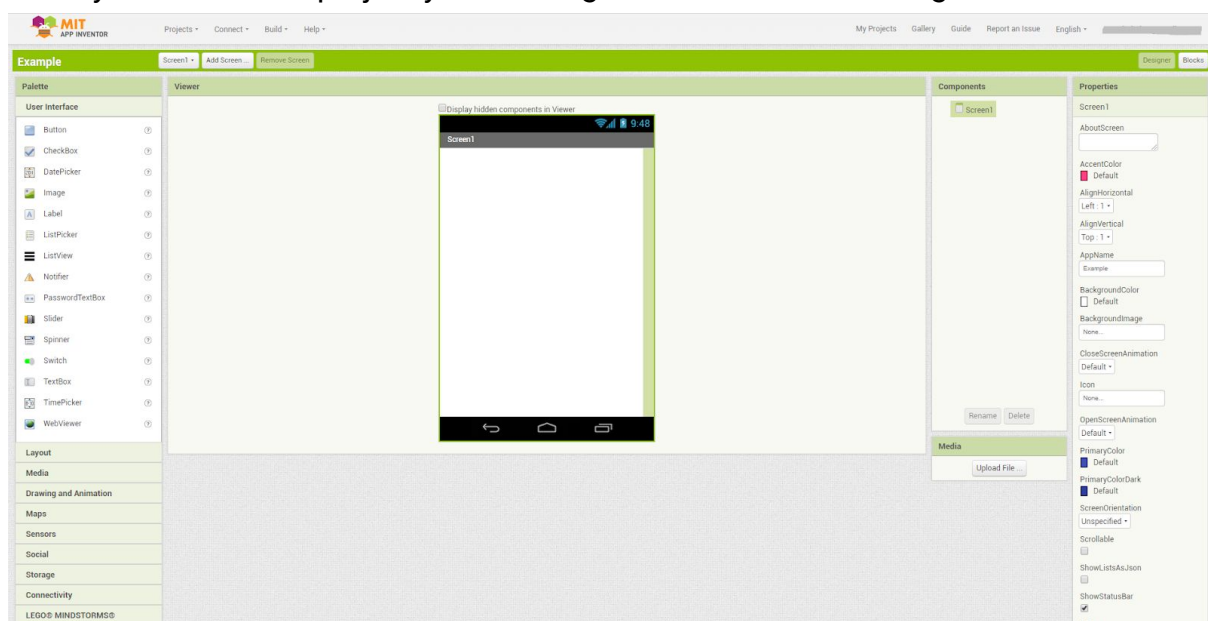 MIT
APP INVENTOR
Projects Connect Build Help
My Projects Gallery Guide Report an Issue English
Example
Screen1 Add Screen ... Remove Screen
Designer Blocks
Palette
User Interface
Button
CheckBox
DatePicker
Image
Label
ListPicker
ListView
Notifier
PasswordTextBox
Slider
Spinner
Switch
TextBox
TimePicker
WebViewer
Layout
Media
Drawing and Animation
Maps
Sensors
Social
Storage
Connectivity
LEGO® MINDSTORMS®
Viewer
Display hidden components in Viewer
9:48
Screen1
Components
Screen1
Rename Delete
Media
Upload File ...
Properties
Screen1
AboutScreen
AccentColor
Default
AlignHorizontal
Left : 1
AlignVertical
Top : 1
AppName
Example
BackgroundColor
Default
BackgroundImage
None...
CloseScreenAnimation
Default
Icon
None...
OpenScreenAnimation
Default
PrimaryColor
Default
PrimaryColorDark
Default
ScreenOrientation
Unspecified
Scrollable
ShowListsAsJson
ShowStatusBar